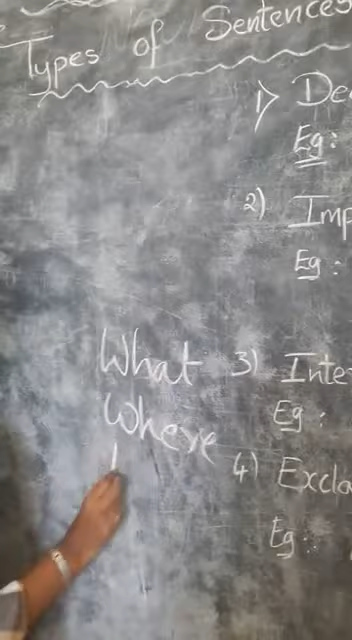 Types of Sentences
1) De
Eg:
2) Imp
Eg:
What 3) Inte
Where Eg:
4) Excla
Eg: